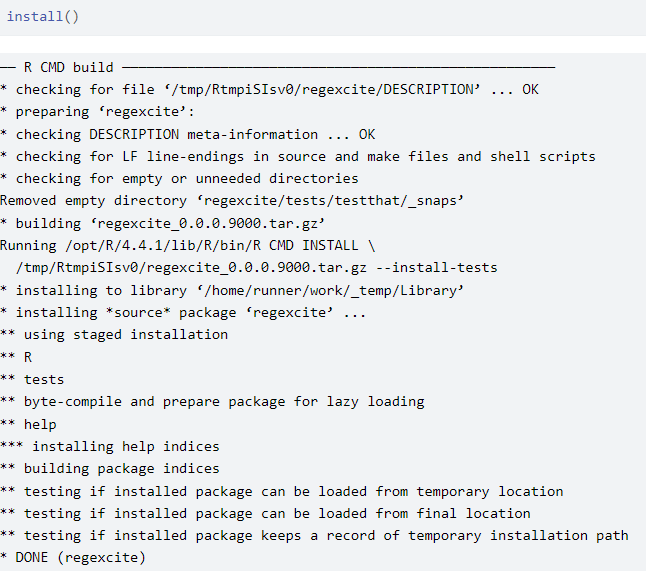 install()
── R CMD build ─────────────────────────────────────────────────────
* checking for file ‘/tmp/RtmpiSIsv0/regexcite/DESCRIPTION’ ... OK
* preparing ‘regexcite’:
* checking DESCRIPTION meta-information ... OK
* checking for LF line-endings in source and make files and shell scripts
* checking for empty or unneeded directories
Removed empty directory ‘regexcite/tests/testthat/_snaps’
* building ‘regexcite_0.0.0.9000.tar.gz’
Running /opt/R/4.4.1/lib/R/bin/R CMD INSTALL \
  /tmp/RtmpiSIsv0/regexcite_0.0.0.9000.tar.gz --install-tests
* installing to library ‘/home/runner/work/_temp/Library’
* installing *source* package ‘regexcite’ ...
** using staged installation
** R
** tests
** byte-compile and prepare package for lazy loading
** help
*** installing help indices
** building package indices
** testing if installed package can be loaded from temporary location
** testing if installed package can be loaded from final location
** testing if installed package keeps a record of temporary installation path
* DONE (regexcite)